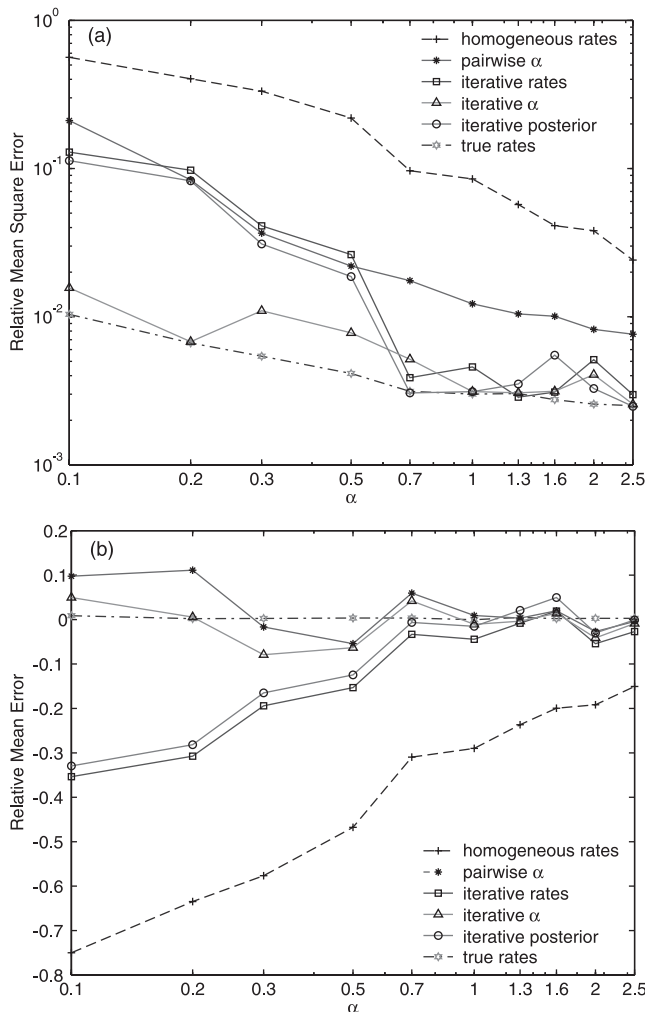 (a)
homogeneous rates
pairwise α
iterative rates
iterative α
iterative posterior
true rates
Relative Mean Square Error
10^0
10^-1
10^-2
10^-3
0.1 0.2 0.3 0.5 0.7 1 1.3 1.6 2 2.5
α
(b)
Relative Mean Error
0.2
0.1
0
-0.1
-0.2
-0.3
-0.4
-0.5
-0.6
-0.7
-0.8
homogeneous rates
pairwise α
iterative rates
iterative α
iterative posterior
true rates
0.1 0.2 0.3 0.5 0.7 1 1.3 1.6 2 2.5
α